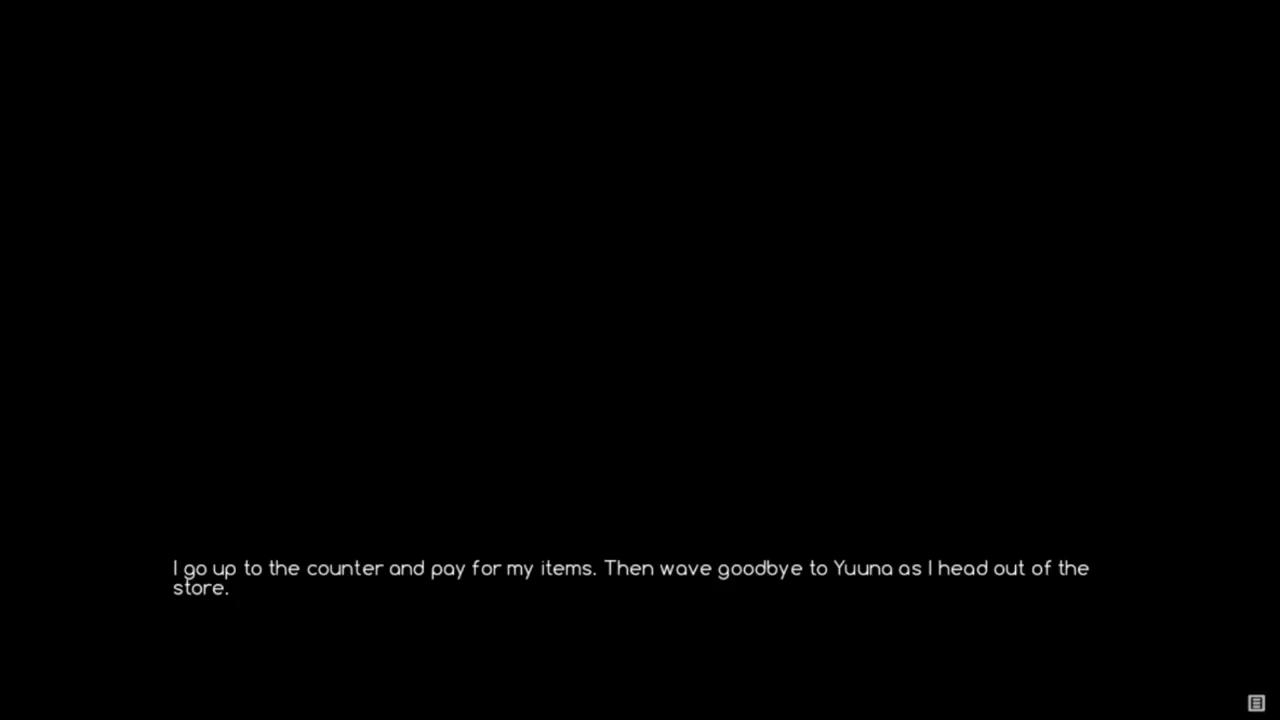 I go up to the counter and pay for my items. Then wave goodbye to Yuuna as I head out of the
store.